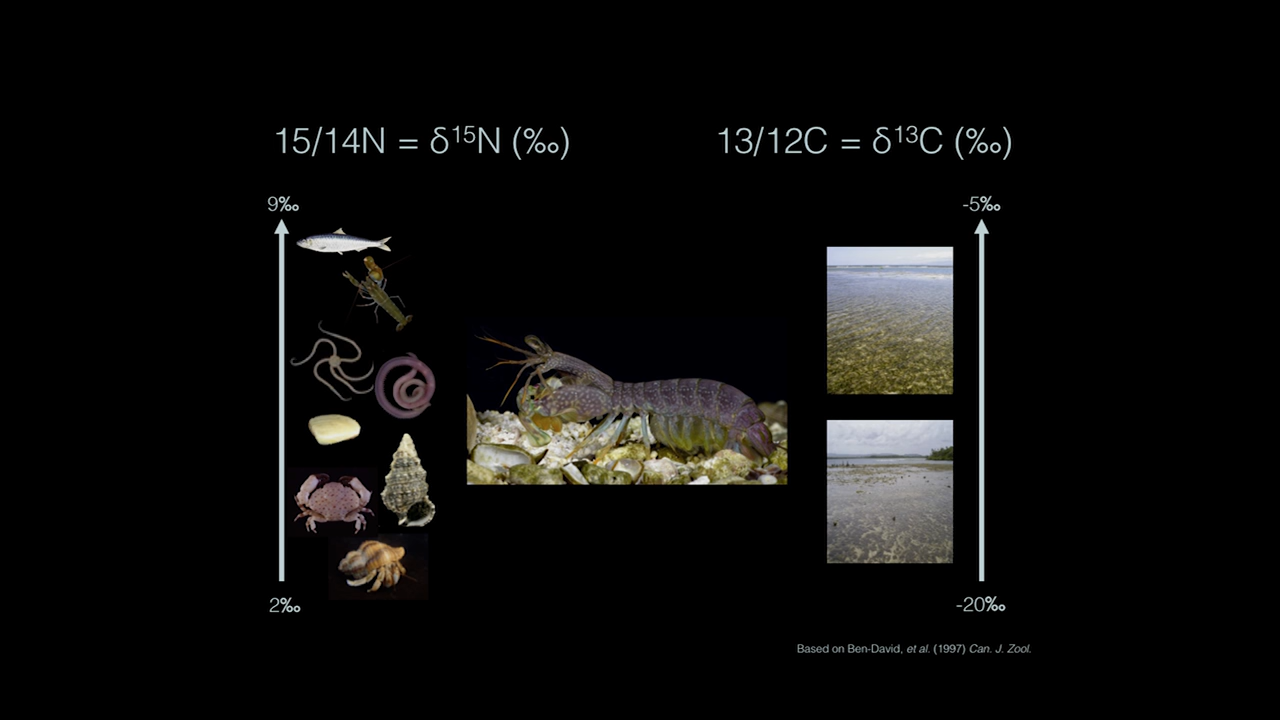 15/14N = δ¹⁵N (‰)
13/12C = δ¹³C (‰)
9‰
-5‰
2‰
-20‰
Based on Ben-David, et al. (1997) Can. J. Zool.